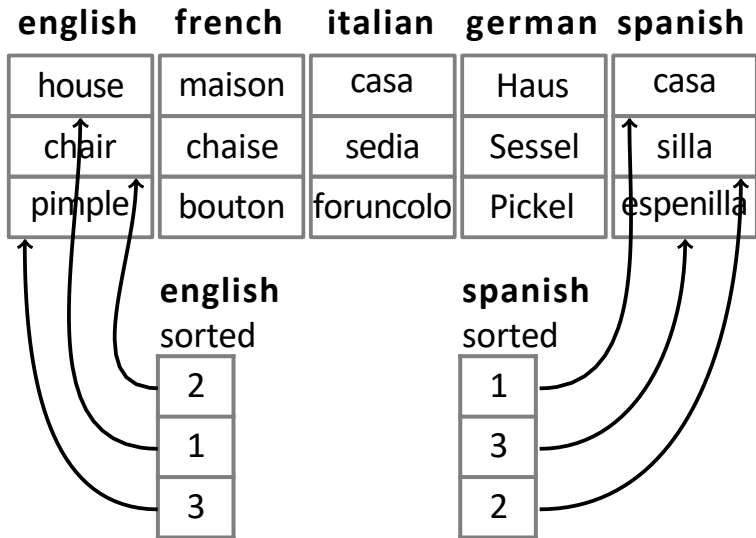 english french italian german spanish
house maison casa Haus casa
chair chaise sedia Sessel silla
pimple bouton foruncolo Pickel espenilla
english spanish
sorted sorted
2 1
1 3
3 2